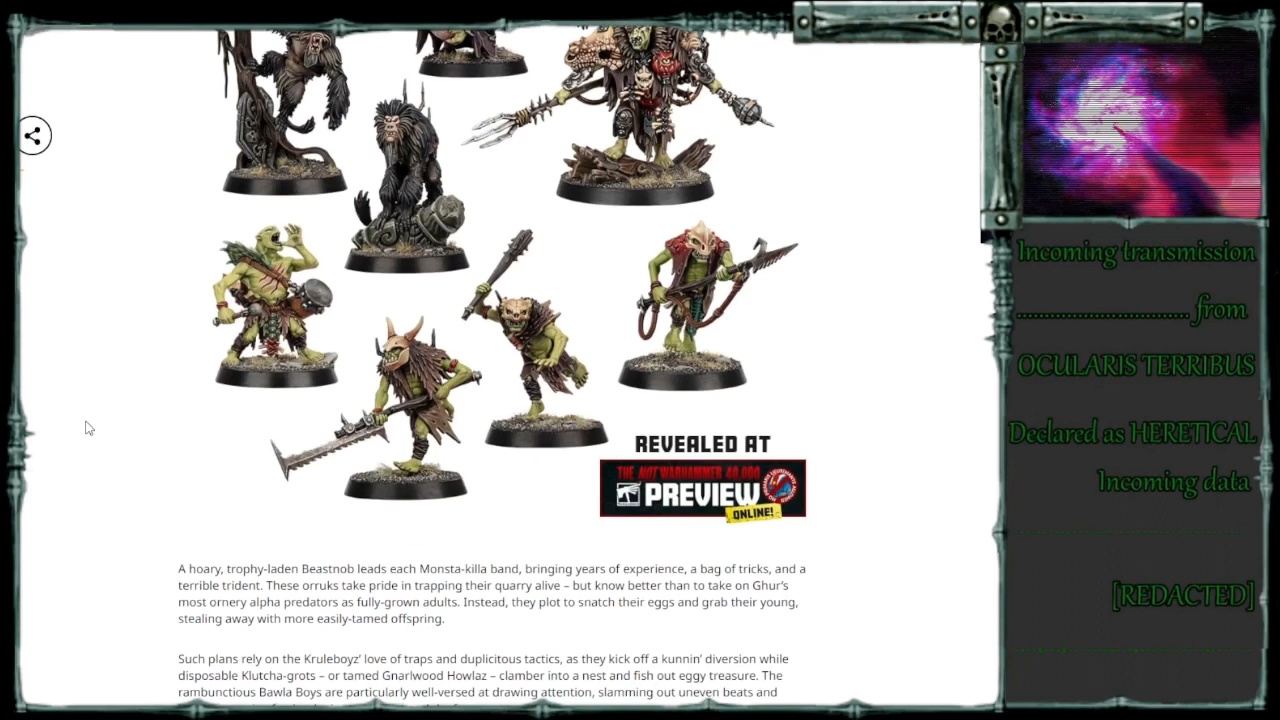 REVEALED AT
THE NOT WARHAMMER 40,000
PREVIEW
ONLINE!
A hoary, trophy-laden Beastnob leads each Monsta-killa band, bringing years of experience, a bag of tricks, and a
terrible trident. These orruks take pride in trapping their quarry alive – but know better than to take on Ghur’s
most ornery alpha predators as fully-grown adults. Instead, they plot to snatch their eggs and grab their young,
stealing away with more easily-tamed offspring.
Such plans rely on the Kruleboyz’ love of traps and duplicitous tactics, as they kick off a kunnin’ diversion while
disposable Klutcha-grots – or tamed Gnarlwood Howlaz – clamber into a nest and fish out eggy treasure. The
rambunctious Bawla Boys are particularly well-versed at drawing attention, slamming out uneven beats and
Incoming transmission
.............................. from
OCULARIS TERRIBUS
Declared as HERETICAL
Incoming data
[REDACTED]